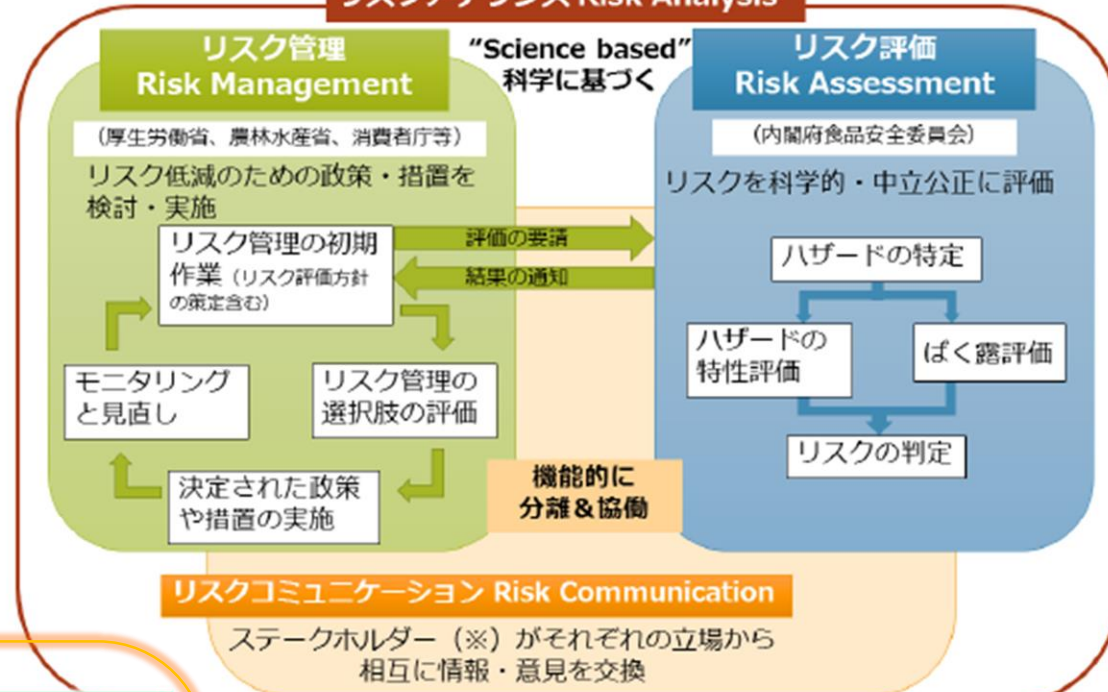 Risk Analysis
リスク管理
Risk Management
（厚生労働省、農林水産省、消費者庁等）
リスク低減のための政策・措置を
検討・実施
リスク管理の初期
作業（リスク評価方針
の策定含む）
モニタリング
と見直し
リスク管理の
選択肢の評価
決定された政策
や措置の実施
“Science based”
科学に基づく
評価の要請
結果の通知
機能的に
分離＆協働
リスク評価
Risk Assessment
（内閣府食品安全委員会）
リスクを科学的・中立公正に評価
ハザードの特定
ハザードの
特性評価
ばく露評価
リスクの判定
リスクコミュニケーション Risk Communication
ステークホルダー（※）がそれぞれの立場から
相互に情報・意見を交換